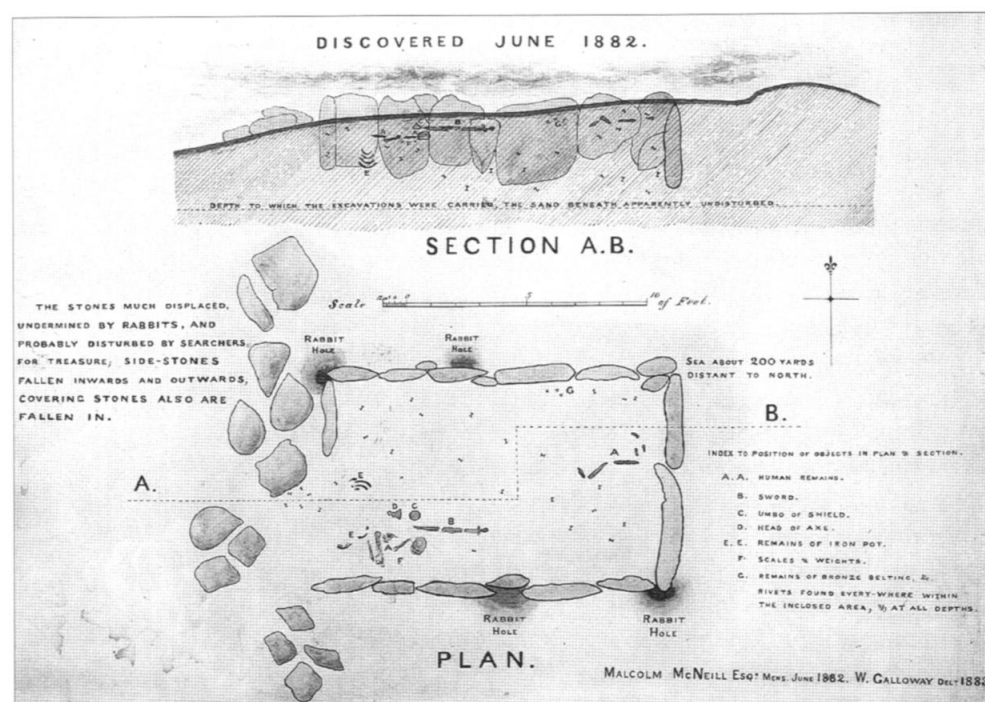 DISCOVERED JUNE 1882.
A
B
G
A
E
DEPTH TO WHICH THE EXCAVATIONS WERE CARRIED, THE SAND BENEATH APPARENTLY UNDISTURBED.
SECTION A.B.
Scale
0
5
10
of Feet.
THE STONES MUCH DISPLACED,
UNDERMINED BY RABBITS, AND
PROBABLY DISTURBED BY SEARCHERS
FOR TREASURE; SIDE-STONES
FALLEN INWARDS AND OUTWARDS,
COVERING STONES ALSO ARE
FALLEN IN.
RABBIT
HOLE
RABBIT
HOLE
SEA ABOUT 200 YARDS
DISTANT TO NORTH.
G
B.
A
A.
E
D
C
B
E
E
A
F
INDEX TO POSITION OF OBJECTS IN PLAN & SECTION.
A. A. HUMAN REMAINS.
B. SWORD.
C. UMBO OF SHIELD.
D. HEAD OF AXE.
E. E. REMAINS OF IRON POT.
F. SCALES & WEIGHTS.
G. REMAINS OF BRONZE BELTING, &.
RIVETS FOUND EVERY-WHERE WITHIN
THE INCLOSED AREA, & AT ALL DEPTHS.
RABBIT
HOLE
RABBIT
HOLE
PLAN.
MALCOLM MCNEILL ESQR MENS. JUNE 1882. W. GALLOWAY DELT 1882